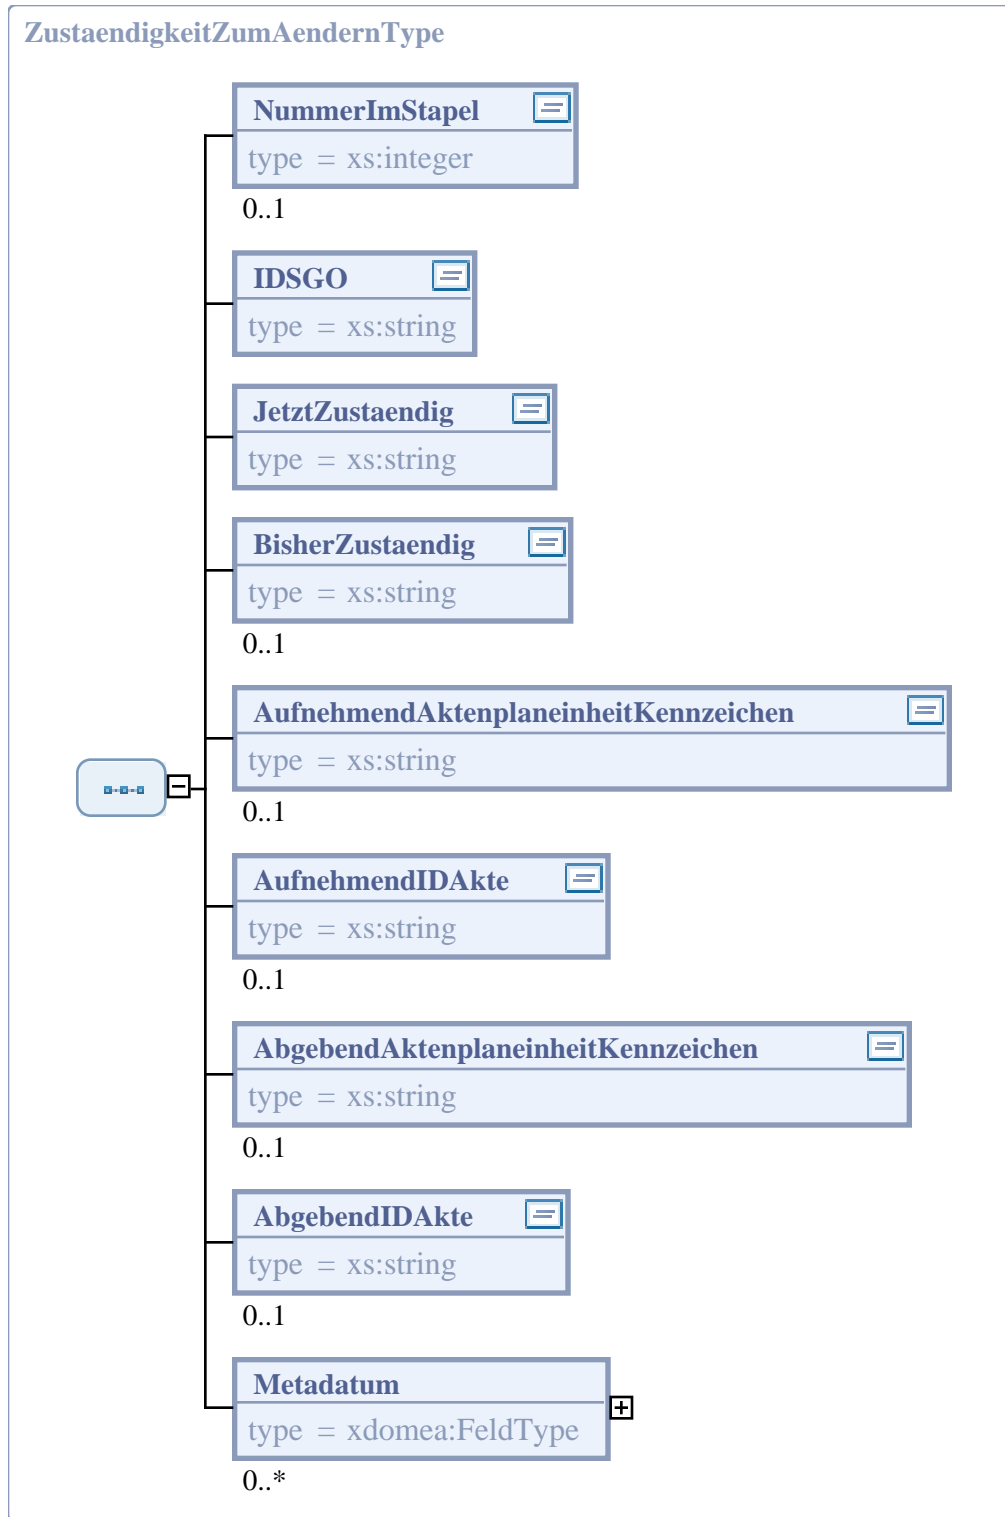 ZustaendigkeitZumAendernType
NummerImStapel
type = xs:integer
0..1
IDSGO
type = xs:string
JetztZustaendig
type = xs:string
BisherZustaendig
type = xs:string
0..1
AufnehmendAktenplaneinheitKennzeichen
type = xs:string
0..1
AufnehmendIDAkte
type = xs:string
0..1
AbgebendAktenplaneinheitKennzeichen
type = xs:string
0..1
AbgebendIDAkte
type = xs:string
0..1
Metadatum
type = xdomea:FeldType
0..*